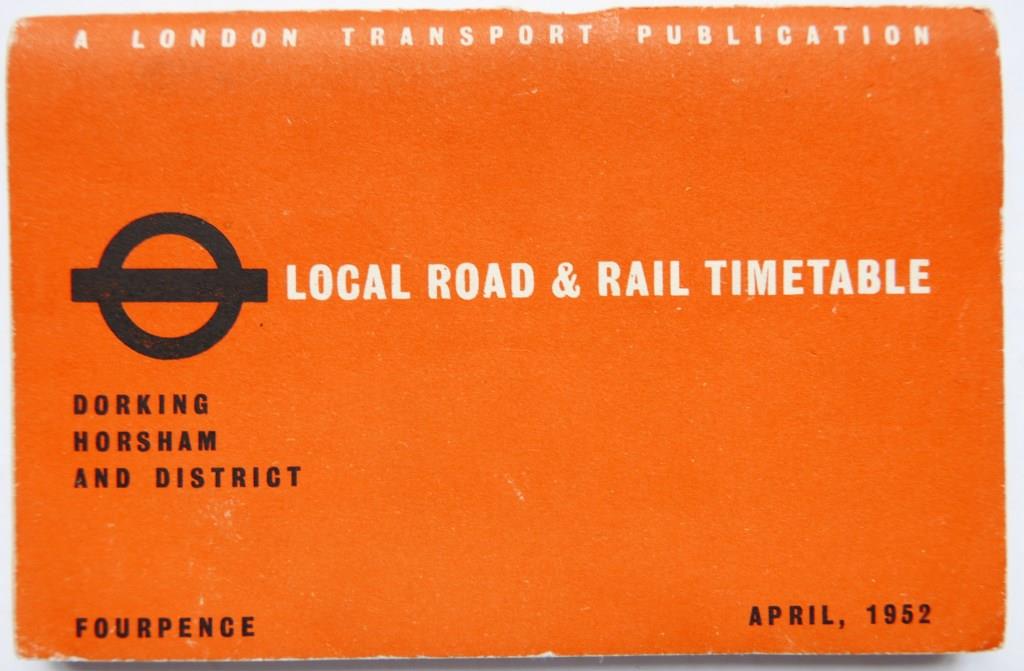 A LONDON TRANSPORT PUBLICATION
LOCAL ROAD & RAIL TIMETABLE
DORKING
HORSHAM
AND DISTRICT
FOURPENCE
APRIL, 1952